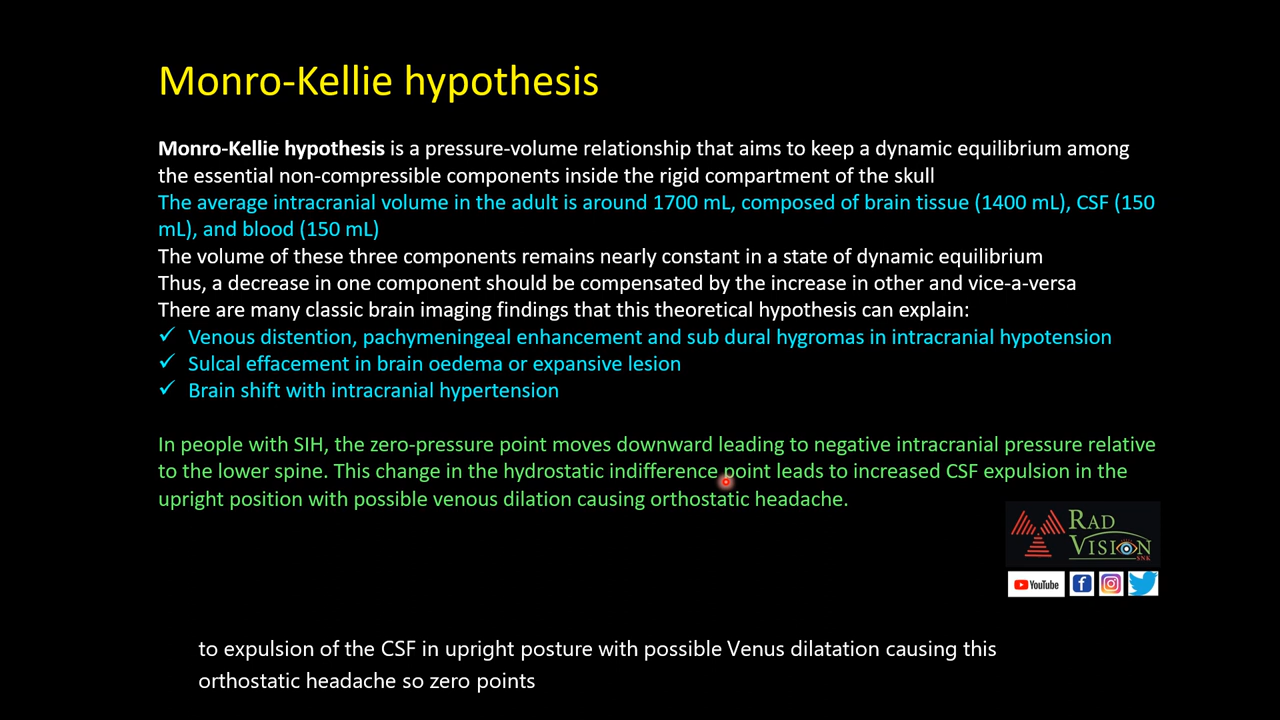 Monro-Kellie hypothesis
Monro-Kellie hypothesis is a pressure-volume relationship that aims to keep a dynamic equilibrium among
the essential non-compressible components inside the rigid compartment of the skull
The average intracranial volume in the adult is around 1700 mL, composed of brain tissue (1400 mL), CSF (150
mL), and blood (150 mL)
The volume of these three components remains nearly constant in a state of dynamic equilibrium
Thus, a decrease in one component should be compensated by the increase in other and vice-a-versa
There are many classic brain imaging findings that this theoretical hypothesis can explain:
✓ Venous distention, pachymeningeal enhancement and sub dural hygromas in intracranial hypotension
✓ Sulcal effacement in brain oedema or expansive lesion
✓ Brain shift with intracranial hypertension
In people with SIH, the zero-pressure point moves downward leading to negative intracranial pressure relative
to the lower spine. This change in the hydrostatic indifference point leads to increased CSF expulsion in the
upright position with possible venous dilation causing orthostatic headache.
RAD
VISION
SNK
YouTube
to expulsion of the CSF in upright posture with possible Venus dilatation causing this
orthostatic headache so zero points